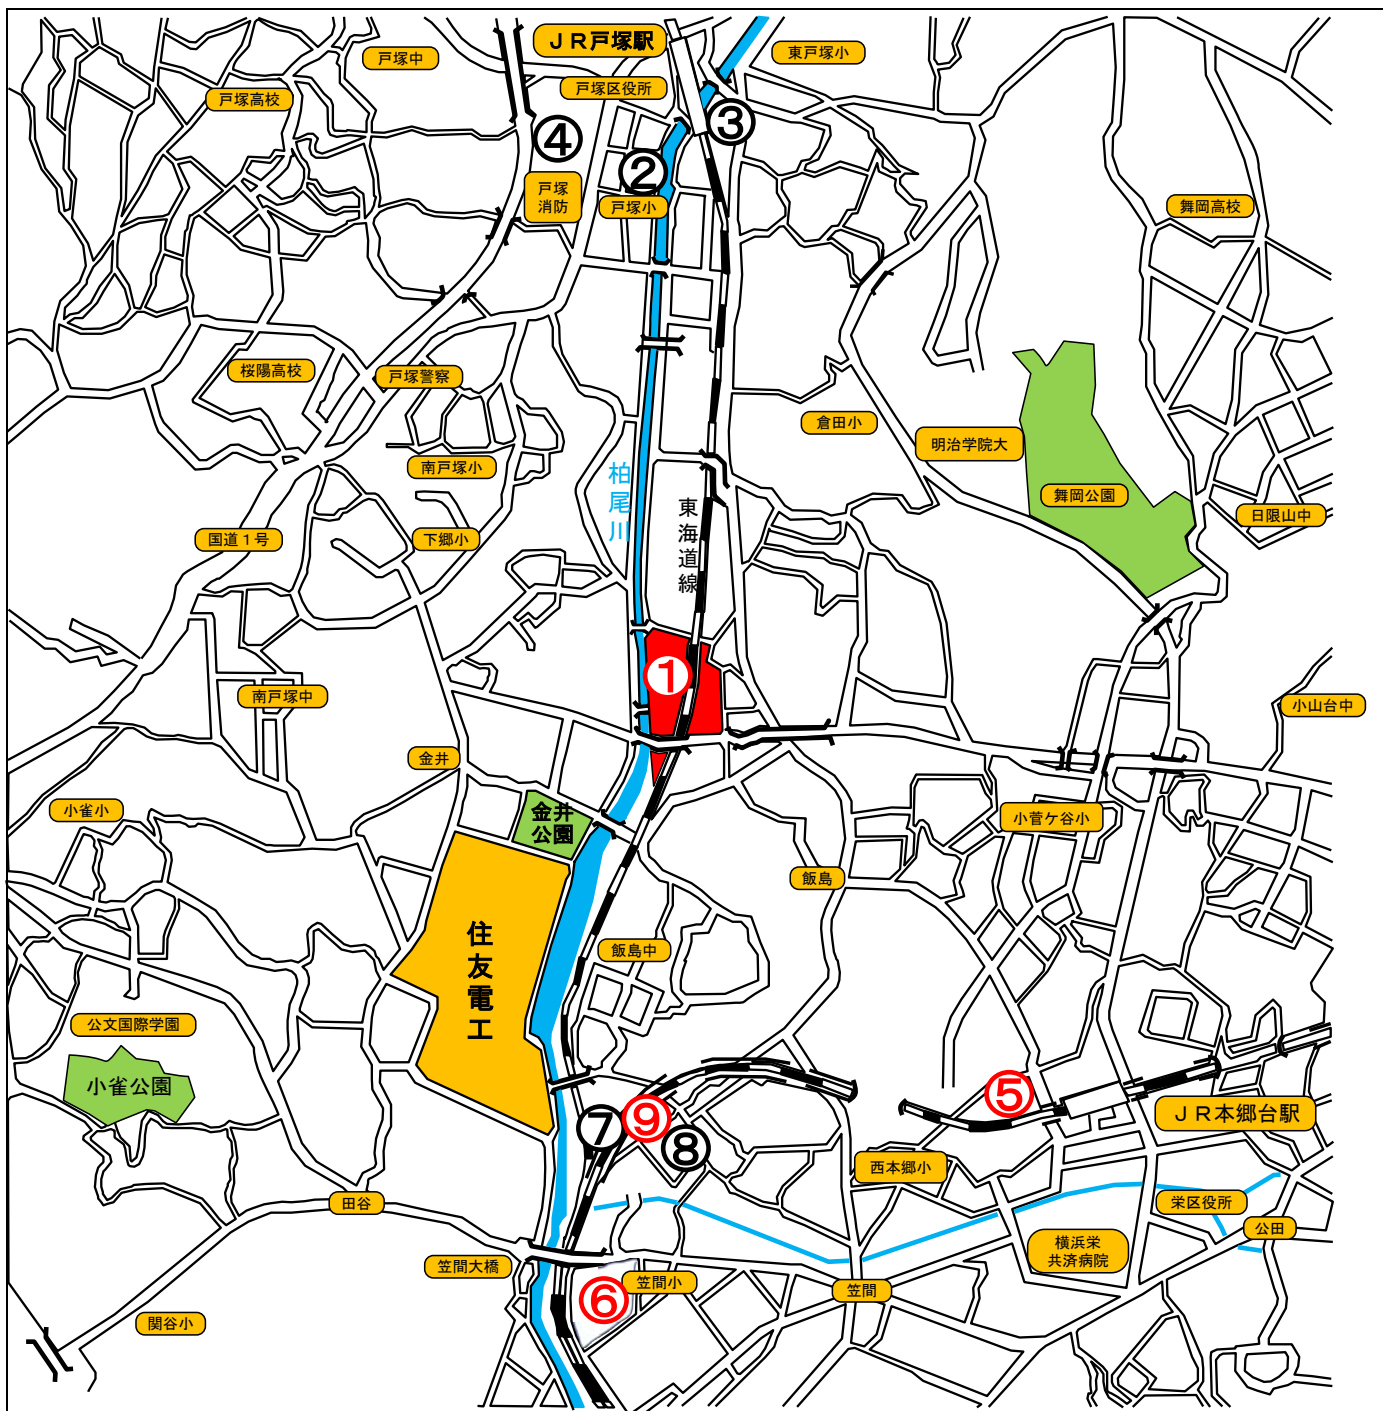 ＪＲ戸塚駅
東戸塚小
戸塚中
戸塚区役所
戸塚高校
③
④
②
戸塚
消防
戸塚小
舞岡高校
桜陽高校
戸塚警察
倉田小
明治学院大
南戸塚小
柏尾川
舞岡公園
東海道線
日限山中
国道１号
下郷小
①
南戸塚中
小山台中
金井
小雀小
金井
公園
小菅ケ谷小
飯島
住友電工
飯島中
公文国際学園
小雀公園
⑤
ＪＲ本郷台駅
⑨
⑦
⑧
西本郷小
田谷
栄区役所
公田
横浜栄
共済病院
笠間大橋
笠間小
笠間
⑥
関谷小